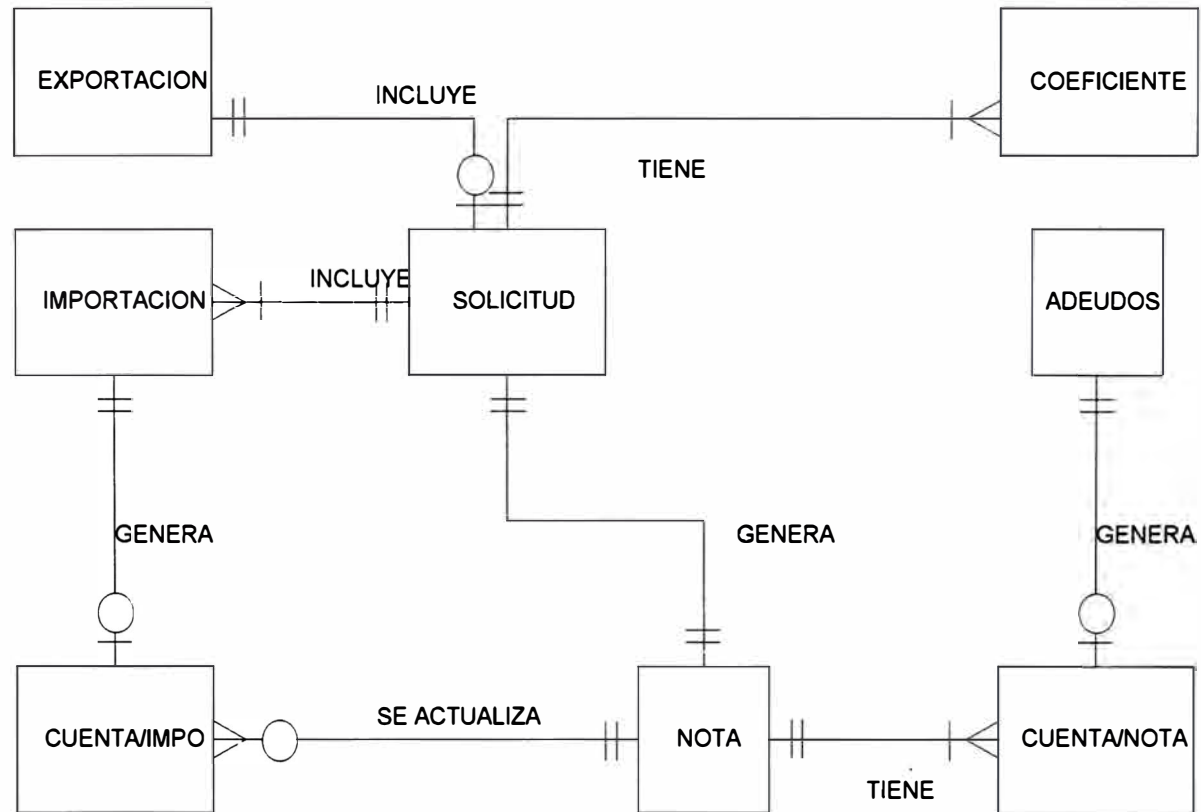 EXPORTACION
INCLUYE
COEFICIENTE
TIENE
IMPORTACION
INCLUYE
SOLICITUD
ADEUDOS
GENERA
GENERA
GENERA
CUENTA/IMPO
SE ACTUALIZA
NOTA
CUENTA/NOTA
TIENE